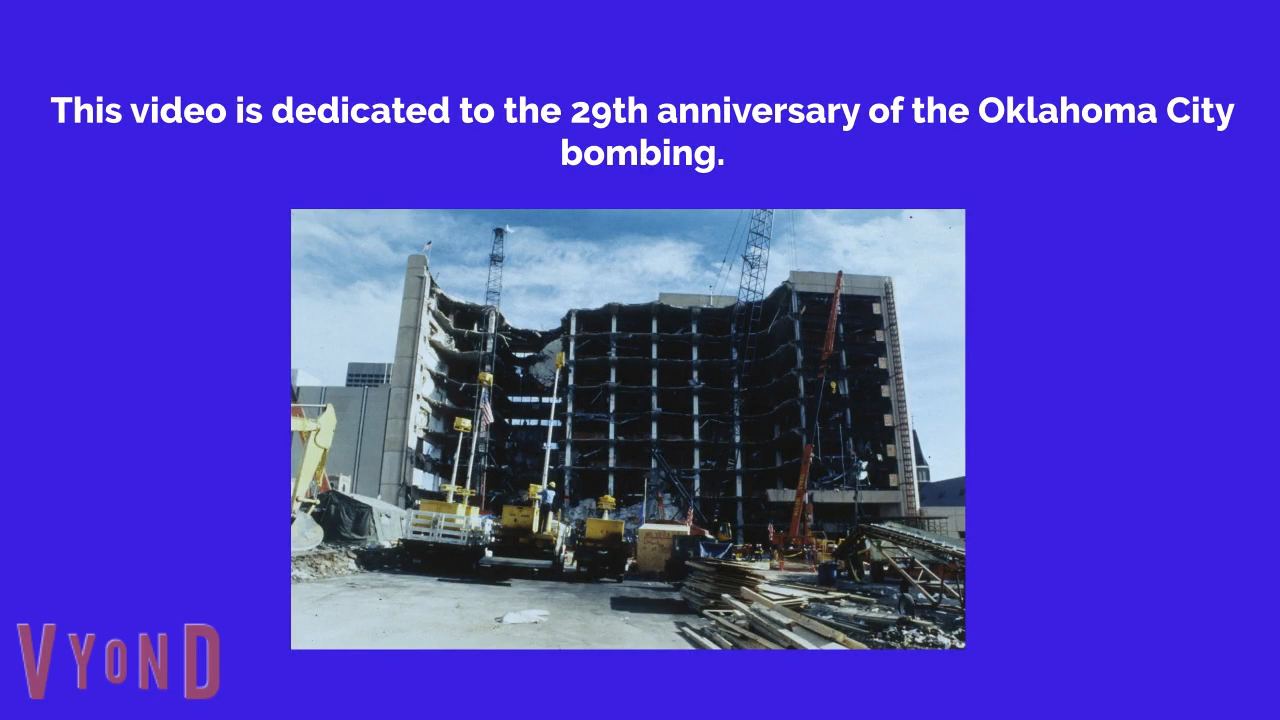 This video is dedicated to the 29th anniversary of the Oklahoma City
bombing.
VYOND